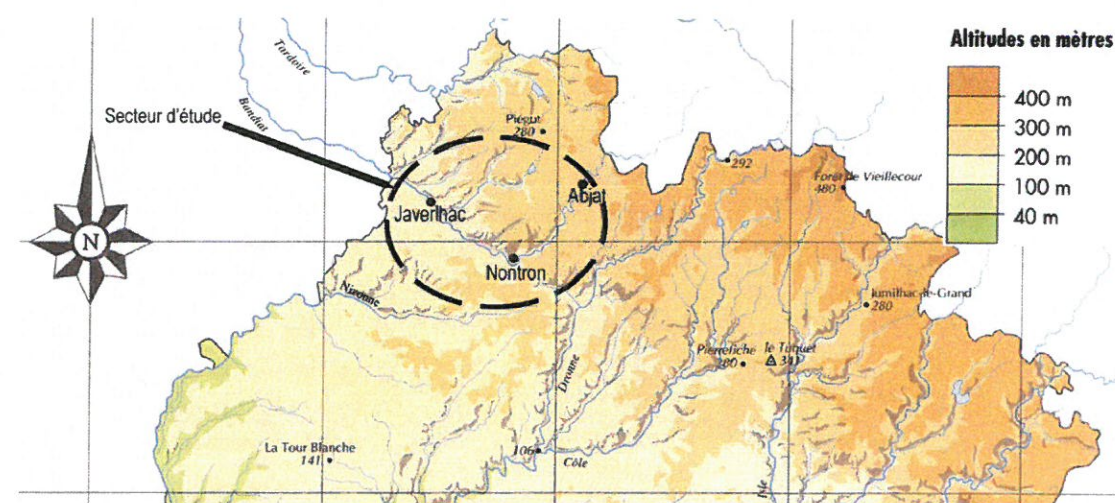 Tardoire
Bandiat
Secteur d'étude
Piégut
280
Abjat
Javerlhac
Nontron
Nizonne
292
Forêt de Vieillecour
480
Jumilhac-le-Grand
280
Pierrefiche
280
le Tuquet
Dronne
La Tour Blanche
141
106
Côle
Isle
N
Altitudes en mètres
400 m
300 m
200 m
100 m
40 m